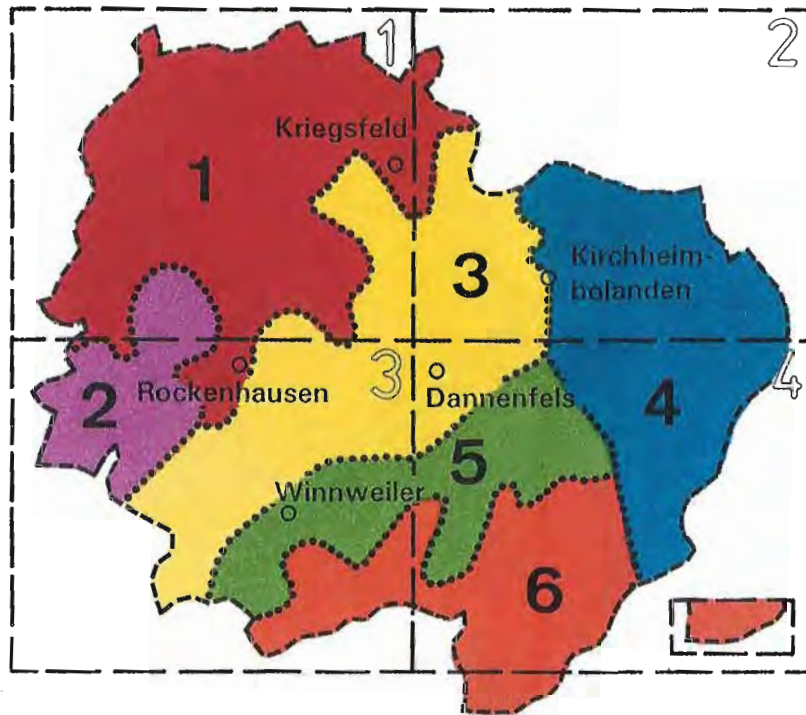 1
2
Kriegsfeld
1
3
Kirchheim-
bolanden
3
4
Rockenhausen
Dannenfels
2
4
5
Winnweiler
6